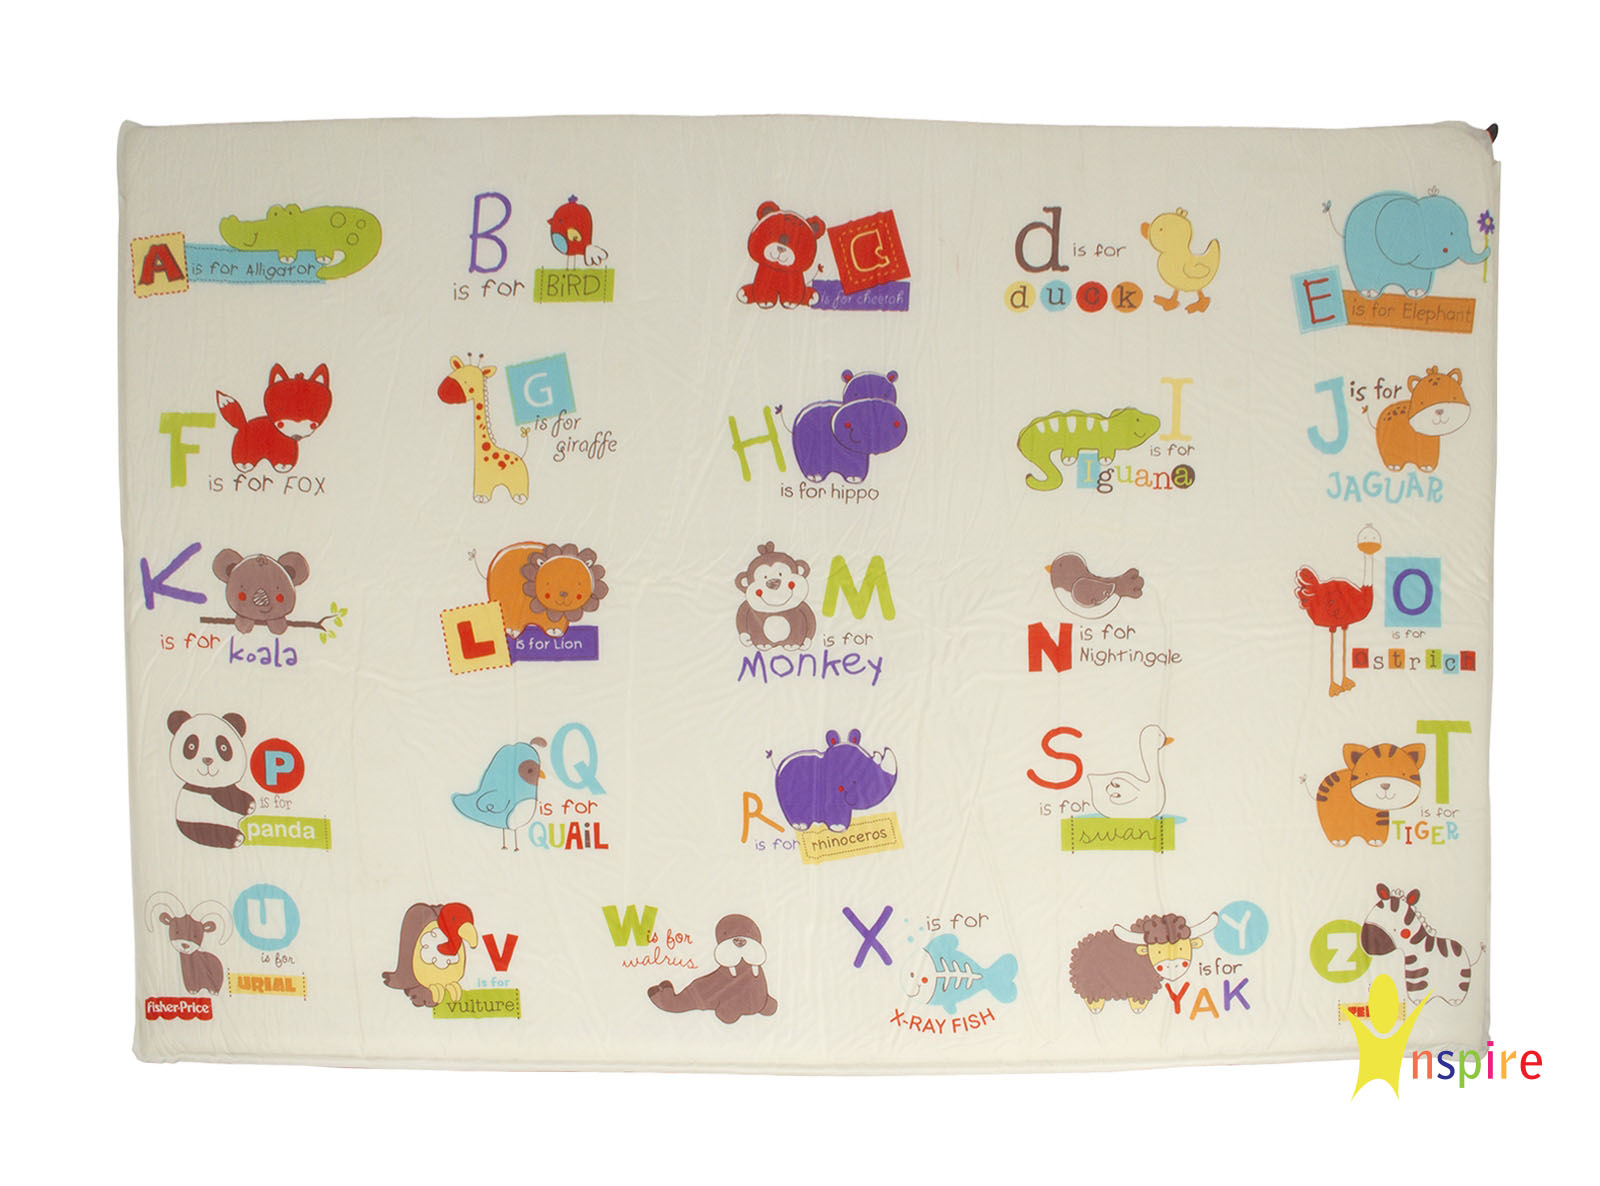 A is for Alligator
B
is for BiRD
C
is for cheetah
d is for
duck
E is for Elephant
F
is for FOX
G
is for
giraffe
H
is for hippo
I
is for
Iguana
J is for
JAGUAR
K
is for koala
L is for Lion
M
is for
Monkey
N is for
Nightingale
O
is for
ostrich
P
is for
panda
Q
is for
QUAiL
R
is for rhinoceros
S
is for
swan
T
is for
TIGER
U
is for
URIAL
V
is for
vulture
W is for
walrus
X is for
X-RAY FISH
Y
is for
YAK
Z
fisher-price
nspire